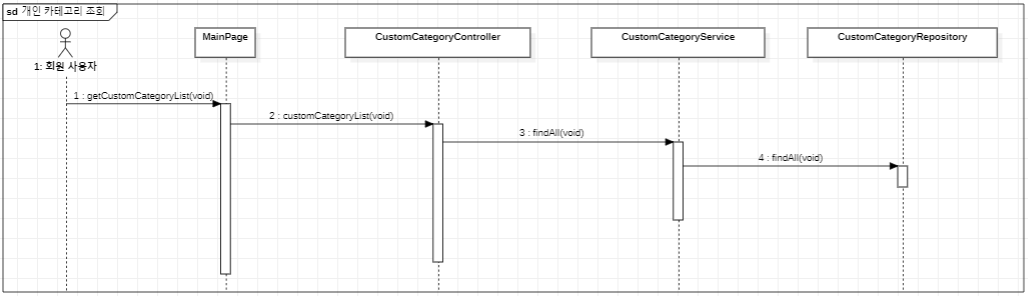 sd 개인 카테고리 조회
1: 회원 사용자
MainPage
CustomCategoryController
CustomCategoryService
CustomCategoryRepository
1 : getCustomCategoryList(void)
2 : customCategoryList(void)
3 : findAll(void)
4 : findAll(void)